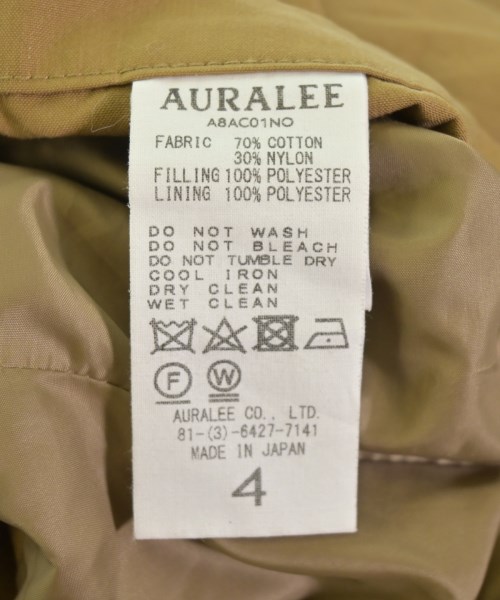 AURALEE
A8AC01NO
FABRIC 70% COTTON
30% NYLON
FILLING 100% POLYESTER
LINING 100% POLYESTER
DO NOT WASH
DO NOT BLEACH
DO NOT TUMBLE DRY
COOL IRON
DRY CLEAN
WET CLEAN
F W
AURALEE CO., LTD.
81-(3)-6427-7141
MADE IN JAPAN
4